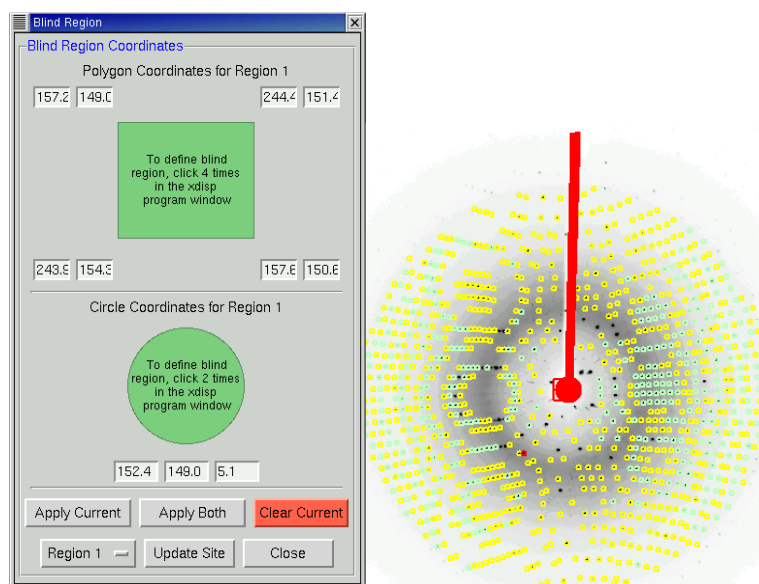 Blind Region
Blind Region Coordinates
Polygon Coordinates for Region 1
157.2 149.0 244.4 151.4
To define blind
region, click 4 times
in the xdisp
program window
243.9 154.3 157.6 150.6
Circle Coordinates for Region 1
To define blind
region, click 2 times
in the xdisp
program window
152.4 149.0 5.1
Apply Current Apply Both Clear Current
Region 1 Update Site Close